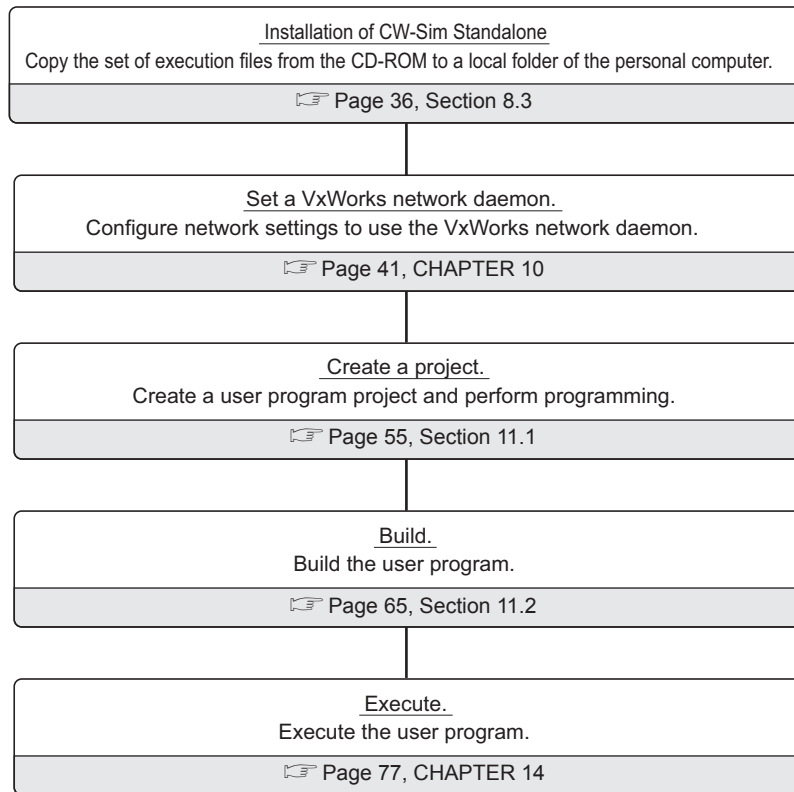 Installation of CW-Sim Standalone
Copy the set of execution files from the CD-ROM to a local folder of the personal computer.
☞ Page 36, Section 8.3
Set a VxWorks network daemon.
Configure network settings to use the VxWorks network daemon.
☞ Page 41, CHAPTER 10
Create a project.
Create a user program project and perform programming.
☞ Page 55, Section 11.1
Build.
Build the user program.
☞ Page 65, Section 11.2
Execute.
Execute the user program.
☞ Page 77, CHAPTER 14